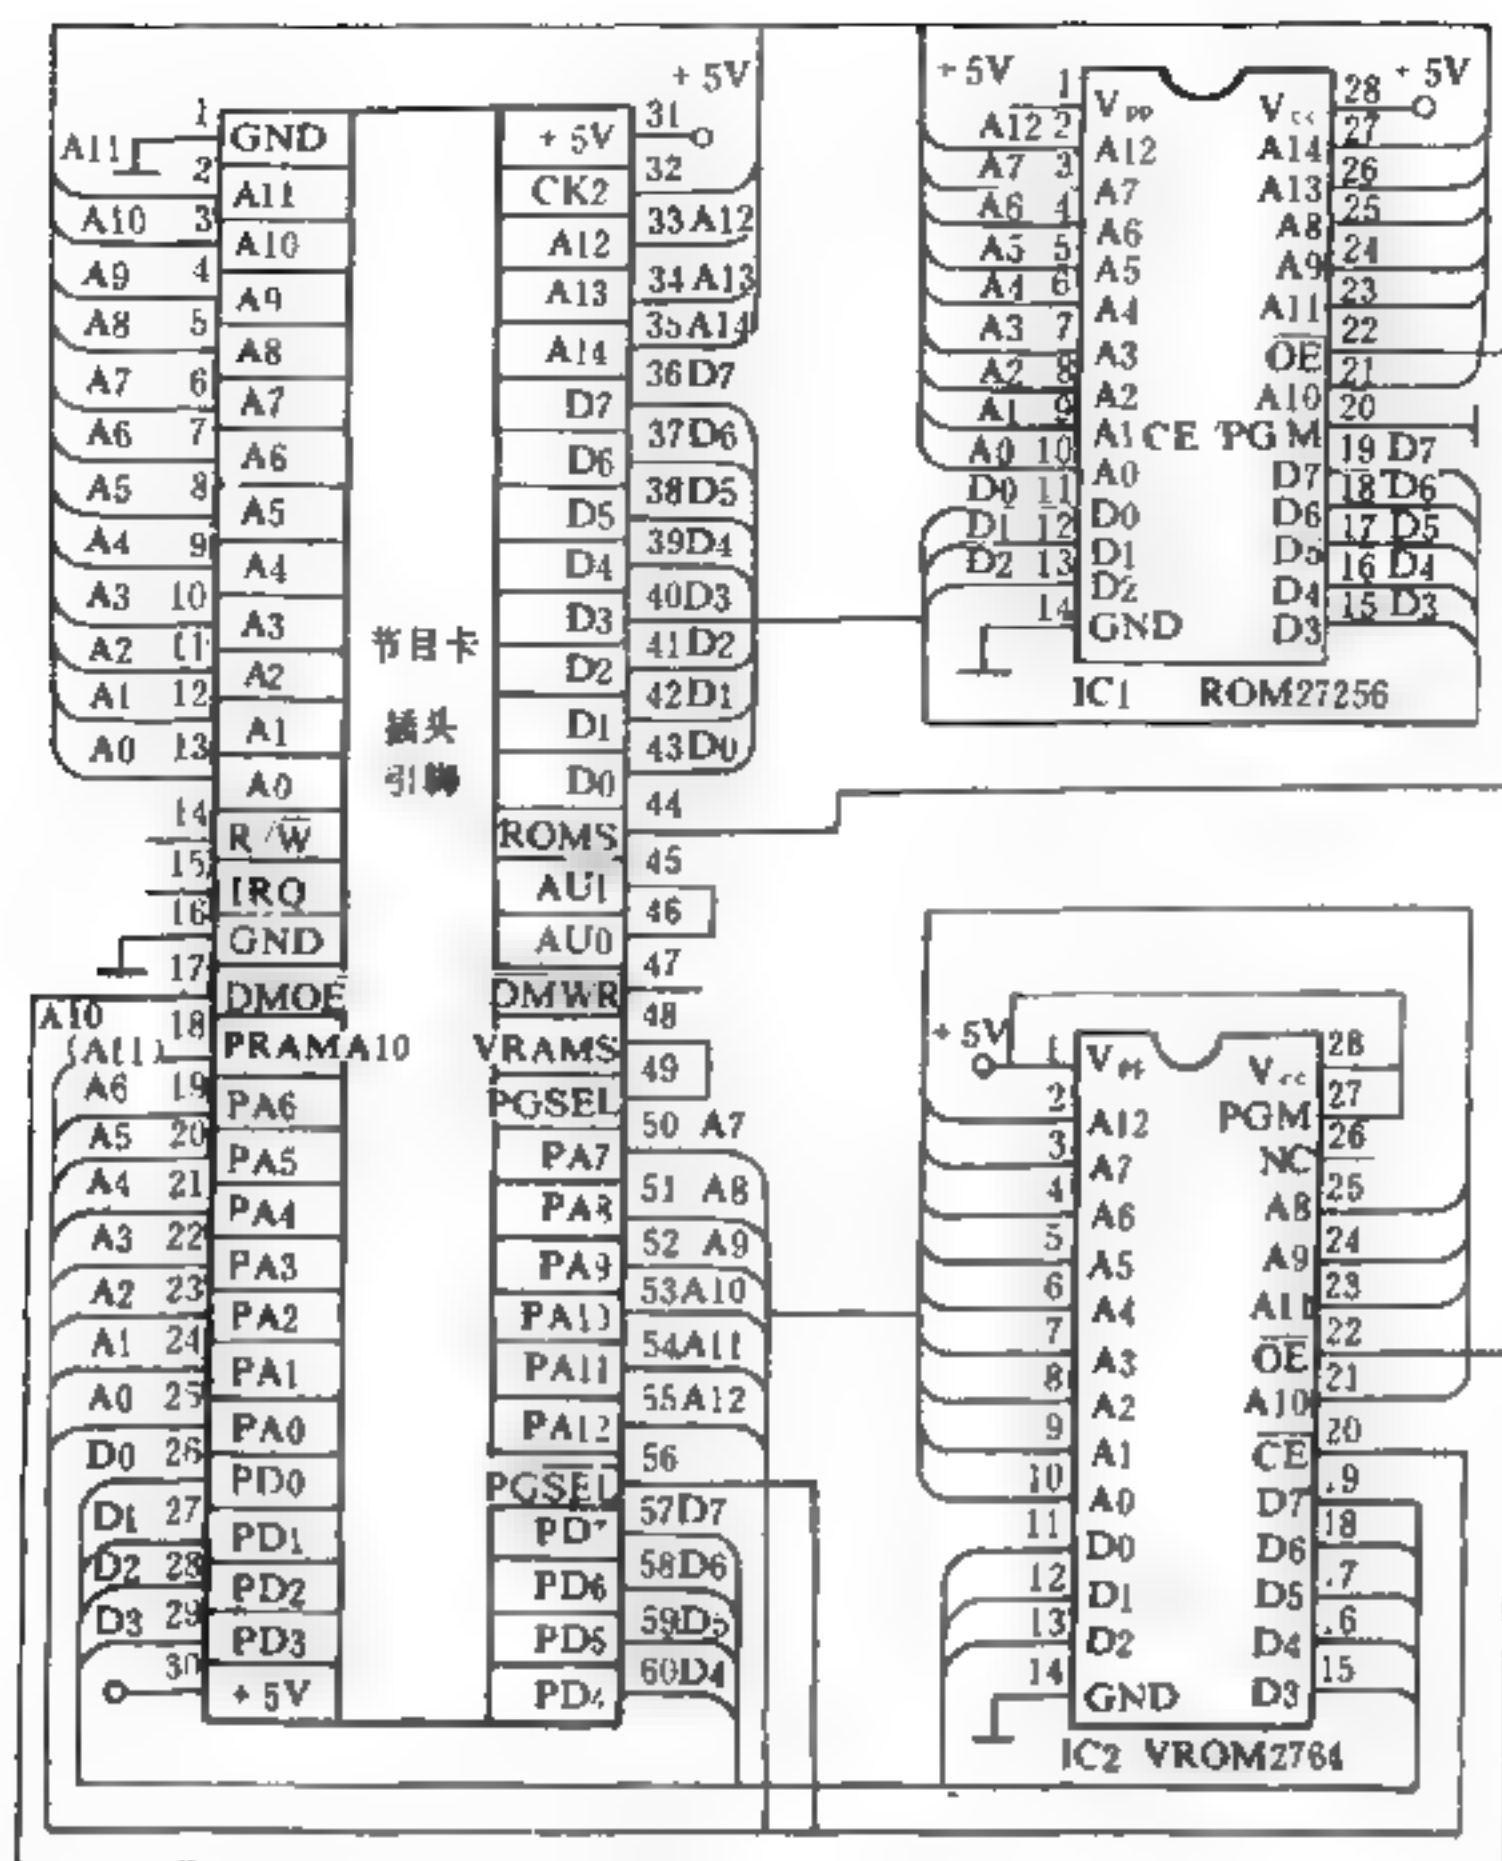 + 5V
1 GND
A11 2 A11
A10 3 A10
A9 4 A9
A8 5 A8
A7 6 A7
A6 7 A6
A5 8 A5
A4 9 A4
A3 10 A3
A2 11 A2
A1 12 A1
A0 13 A0
14 R/W̅
15 IRQ
16 GND
17 DMOE
A10
(A11) 18 PRAMA10
A6 19 PA6
A5 20 PA5
A4 21 PA4
A3 22 PA3
A2 23 PA2
A1 24 PA1
A0 25 PA0
D0 26 PD0
D1 27 PD1
D2 28 PD2
D3 29 PD3
30 + 5V
节目卡
插头
引脚
+ 5V 31
CK2 32
A12 33 A12
A13 34 A13
A14 35 A14
D7 36 D7
D6 37 D6
D5 38 D5
D4 39 D4
D3 40 D3
D2 41 D2
D1 42 D1
D0 43 D0
ROMS 44
AU1 45
AU0 46
D̅M̅WR 47
VRAMS 48
PGSEL 49
PA7 50 A7
PA8 51 A8
PA9 52 A9
PA10 53 A10
PA11 54 A11
PA12 55 A12
PGS̅E̅L̅ 56
PD7 57 D7
PD6 58 D6
PD5 59 D5
PD4 60 D4
+ 5V 1 Vpp
A12 2 A12
A7 3 A7
A6 4 A6
A5 5 A5
A4 6 A4
A3 7 A3
A2 8 A2
A1 9 A1
A0 10 A0
D0 11 D0
D1 12 D1
D2 13 D2
14 GND
Vcc 28 + 5V
A14 27
A13 26
A8 25
A9 24
A11 23
O̅E̅ 22
A10 21
CE PGM 20
D7 19 D7
D6 18 D6
D5 17 D5
D4 16 D4
D3 15 D3
IC1 ROM27256
+ 5V 1 Vpp
2 A12
3 A7
4 A6
5 A5
6 A4
7 A3
8 A2
9 A1
10 A0
11 D0
12 D1
13 D2
14 GND
Vcc 28
PGM 27
NC 26
A8 25
A9 24
A11 23
O̅E̅ 22
A10 21
C̅E̅ 20
D7 19
D6 18
D5 17
D4 16
D3 15
IC2 VROM2764